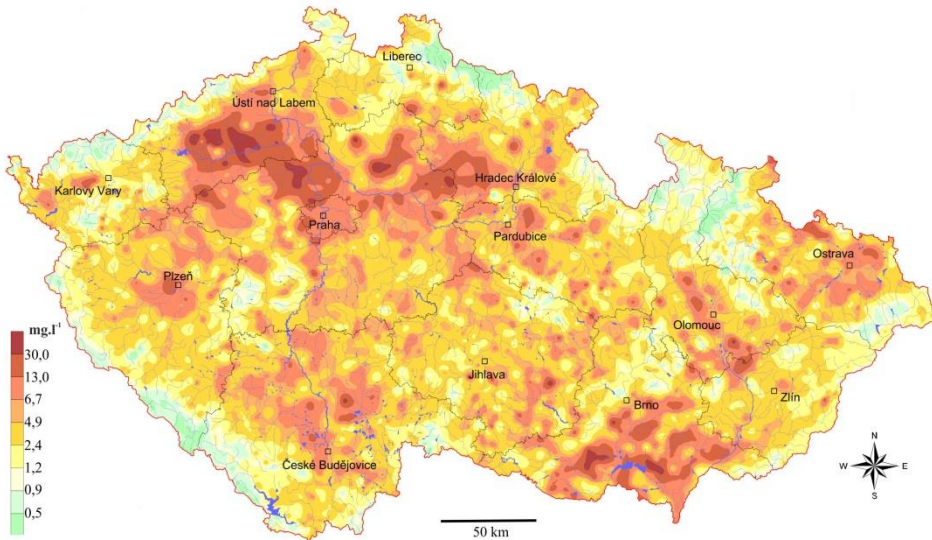 Liberec
Ústí nad Labem
Karlovy Vary
Hradec Králové
Praha
Pardubice
Plzeň
Ostrava
Olomouc
Jihlava
Zlín
Brno
České Budějovice
mg.l⁻¹
30,0
13,0
6,7
4,9
2,4
1,2
0,9
0,5
N
W E
S
50 km